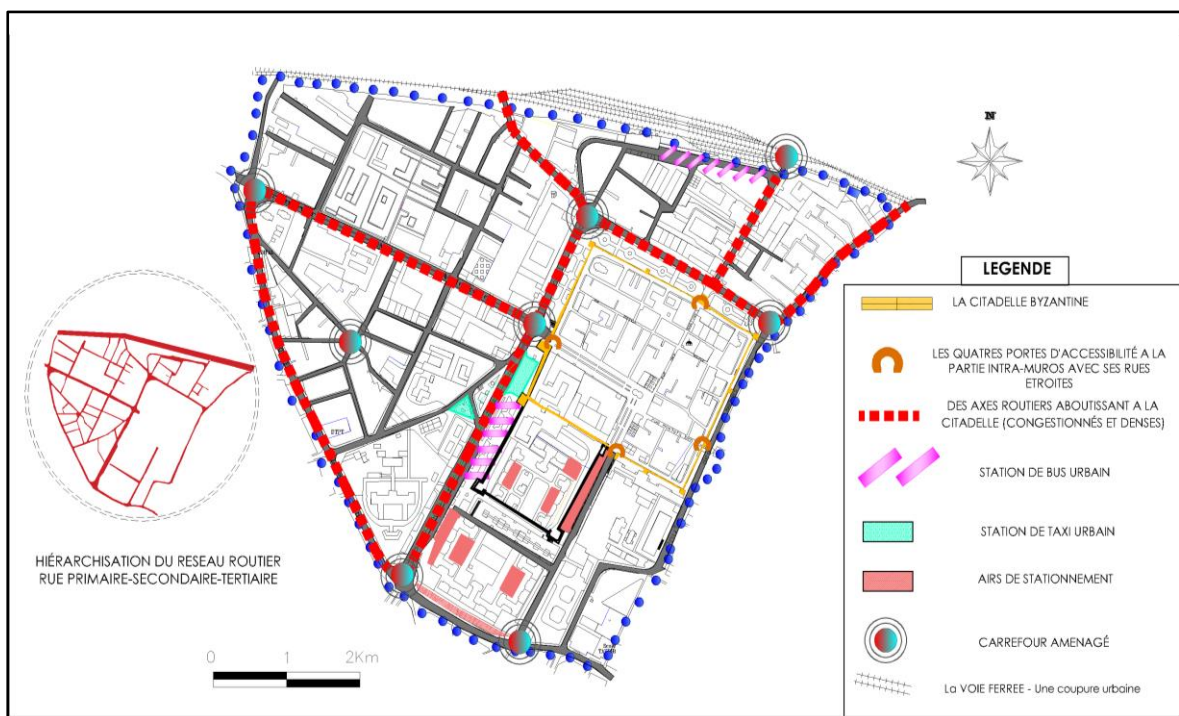 N
LEGENDE
LA CITADELLE BYZANTINE
LES QUATRES PORTES D'ACCESSIBILITÉ A LA
PARTIE INTRA-MUROS AVEC SES RUES
ETROITES
DES AXES ROUTIERS ABOUTISSANT A LA
CITADELLE (CONGESTIONNÉS ET DENSES)
STATION DE BUS URBAIN
STATION DE TAXI URBAIN
AIRS DE STATIONNEMENT
CARREFOUR AMENAGÉ
La VOIE FERREE - Une coupure urbaine
HIÉRARCHISATION DU RESEAU ROUTIER
RUE PRIMAIRE-SECONDAIRE-TERTIAIRE
0 1 2Km